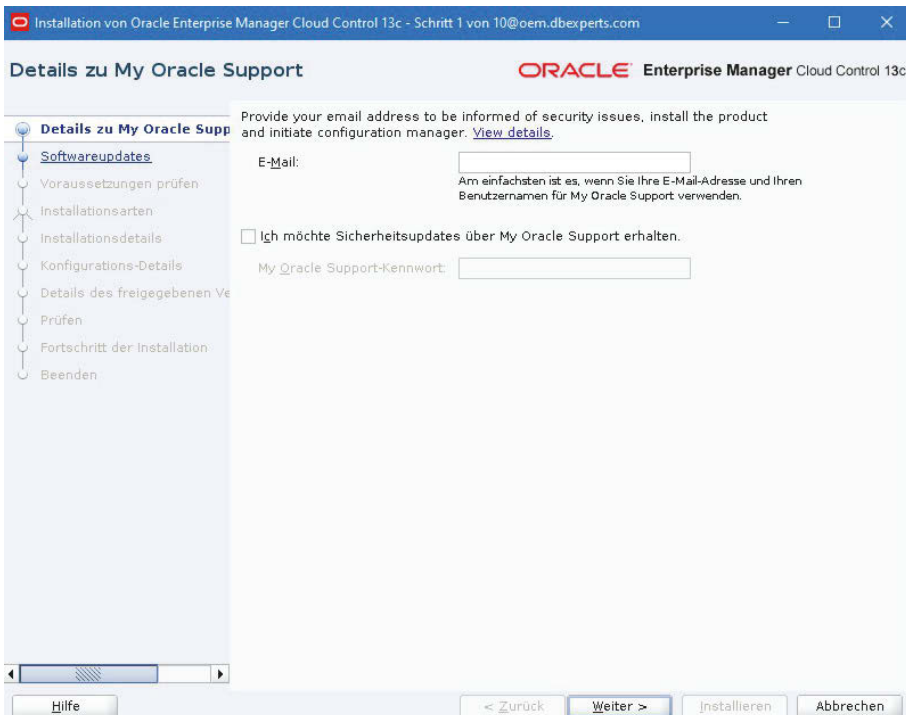 Installation von Oracle Enterprise Manager Cloud Control 13c - Schritt 1 von 10@oem.dbexperts.com
Details zu My Oracle Support
ORACLE Enterprise Manager Cloud Control 13c
Details zu My Oracle Supp
Softwareupdates
Voraussetzungen prüfen
Installationsarten
Installationsdetails
Konfigurations-Details
Details des freigegebenen Ve
Prüfen
Fortschritt der Installation
Beenden
Provide your email address to be informed of security issues, install the product
and initiate configuration manager. View details.
E-Mail:
Am einfachsten ist es, wenn Sie Ihre E-Mail-Adresse und Ihren
Benutzernamen für My Oracle Support verwenden.
Ich möchte Sicherheitsupdates über My Oracle Support erhalten.
My Oracle Support-Kennwort:
Hilfe
< Zurück
Weiter >
Installieren
Abbrechen